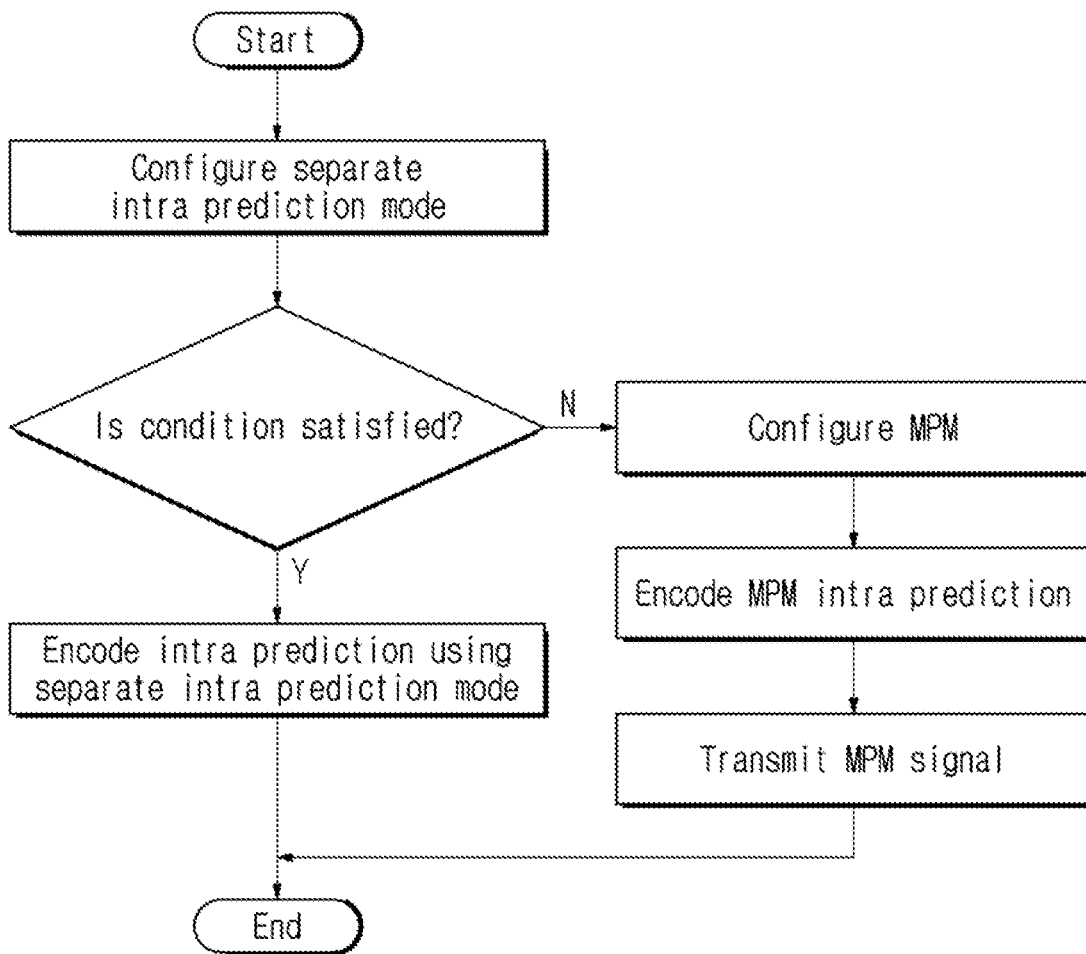 Start
Configure separate
intra prediction mode
Is condition satisfied?
N
Configure MPM
Y
Encode MPM intra prediction
Encode intra prediction using
separate intra prediction mode
Transmit MPM signal
End